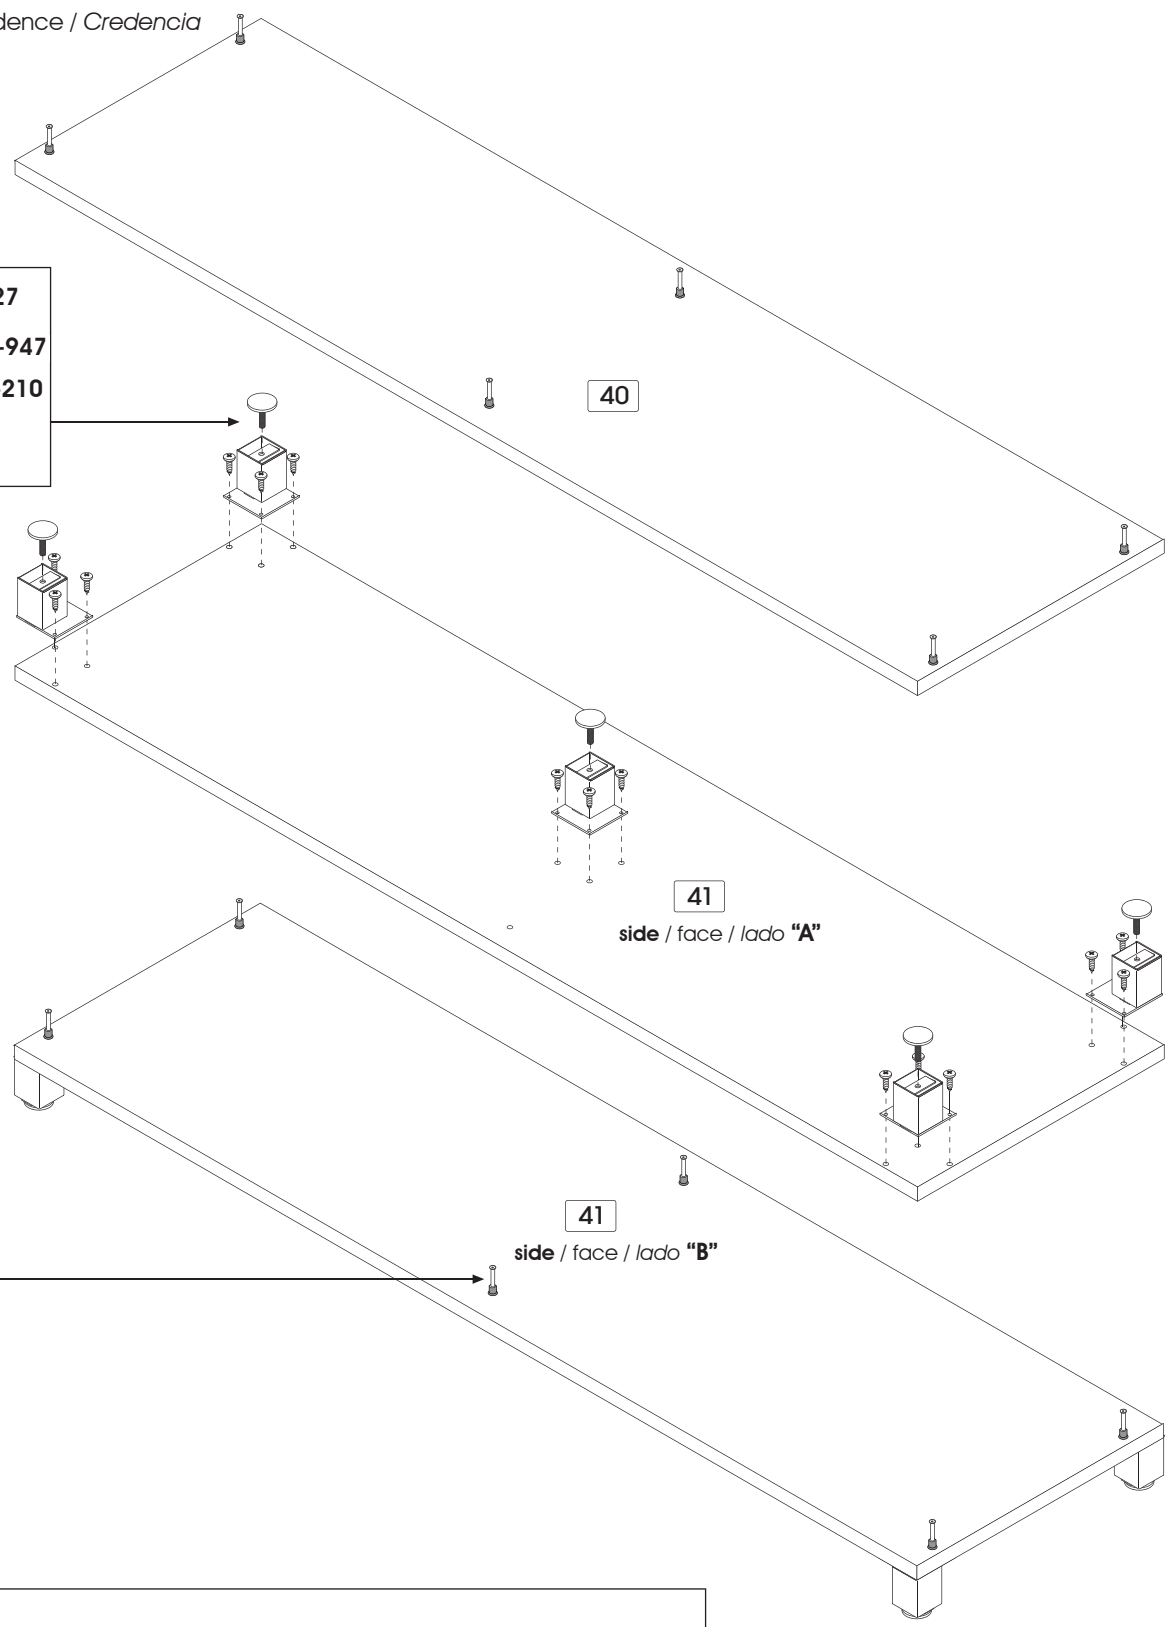 dence / Credencia
27
-947
210
40
41
side / face / lado “A”
41
side / face / lado “B”